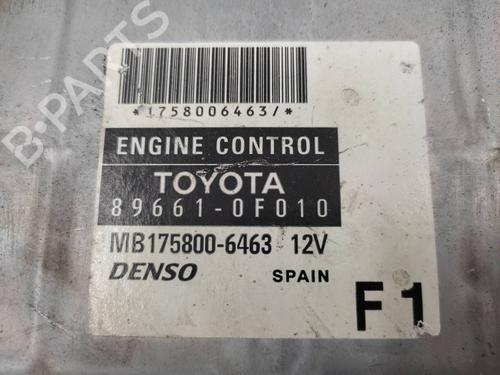 B-PARTS
*1758006463/*
ENGINE CONTROL
TOYOTA
89661-0F010
MB175800-6463 12V
DENSO SPAIN
F1